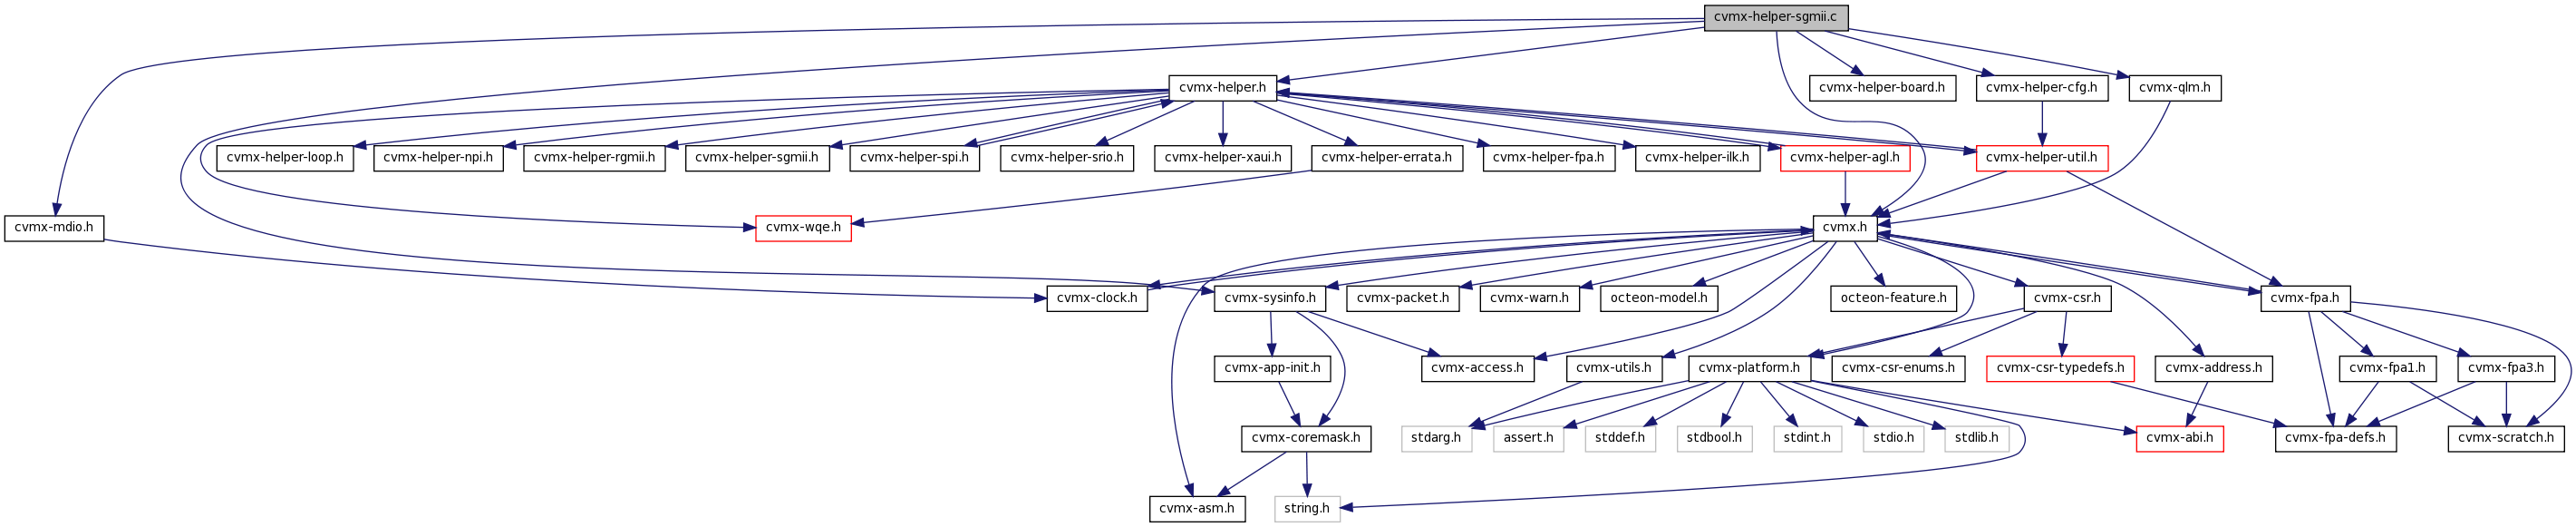 cvmx-helper-sgmii.c
cvmx-helper.h
cvmx-helper-board.h
cvmx-helper-cfg.h
cvmx-qlm.h
cvmx-helper-loop.h
cvmx-helper-npi.h
cvmx-helper-rgmii.h
cvmx-helper-sgmii.h
cvmx-helper-spi.h
cvmx-helper-srio.h
cvmx-helper-xaui.h
cvmx-helper-errata.h
cvmx-helper-fpa.h
cvmx-helper-ilk.h
cvmx-helper-agl.h
cvmx-helper-util.h
cvmx-mdio.h
cvmx-wqe.h
cvmx.h
cvmx-clock.h
cvmx-sysinfo.h
cvmx-packet.h
cvmx-warn.h
octeon-model.h
octeon-feature.h
cvmx-csr.h
cvmx-fpa.h
cvmx-app-init.h
cvmx-access.h
cvmx-utils.h
cvmx-platform.h
cvmx-csr-enums.h
cvmx-csr-typedefs.h
cvmx-address.h
cvmx-fpa1.h
cvmx-fpa3.h
cvmx-coremask.h
stdarg.h
assert.h
stddef.h
stdbool.h
stdint.h
stdio.h
stdlib.h
cvmx-abi.h
cvmx-fpa-defs.h
cvmx-scratch.h
cvmx-asm.h
string.h